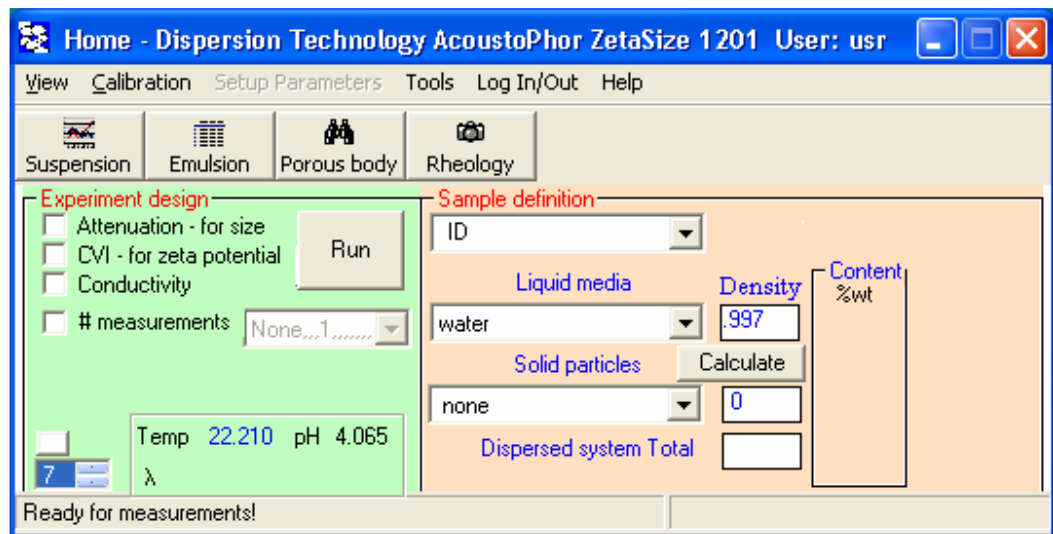 Home - Dispersion Technology AcoustoPhor ZetaSize 1201 User: usr
View Calibration Setup Parameters Tools Log In/Out Help
Suspension Emulsion Porous body Rheology
Experiment design
Attenuation - for size
CVI - for zeta potential
Conductivity
Run
# measurements None,,,1,,,,,,,
Temp 22.210 pH 4.065
7
λ
Sample definition
ID
Liquid media Density
water .997
Solid particles Calculate
none 0
Dispersed system Total
Content
%wt
Ready for measurements!